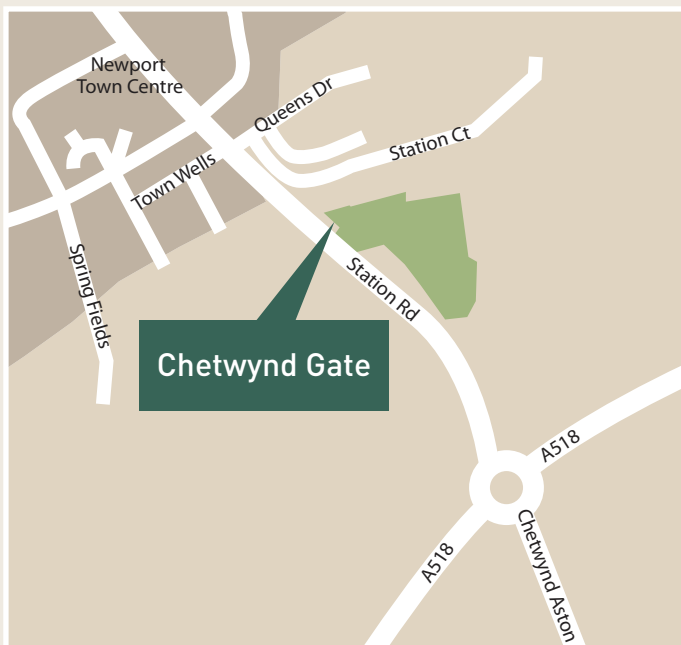 Newport
Town Centre
Queens Dr
Station Ct
Town Wells
Spring Fields
Station Rd
Chetwynd Gate
A518
A518
Chetwynd Aston